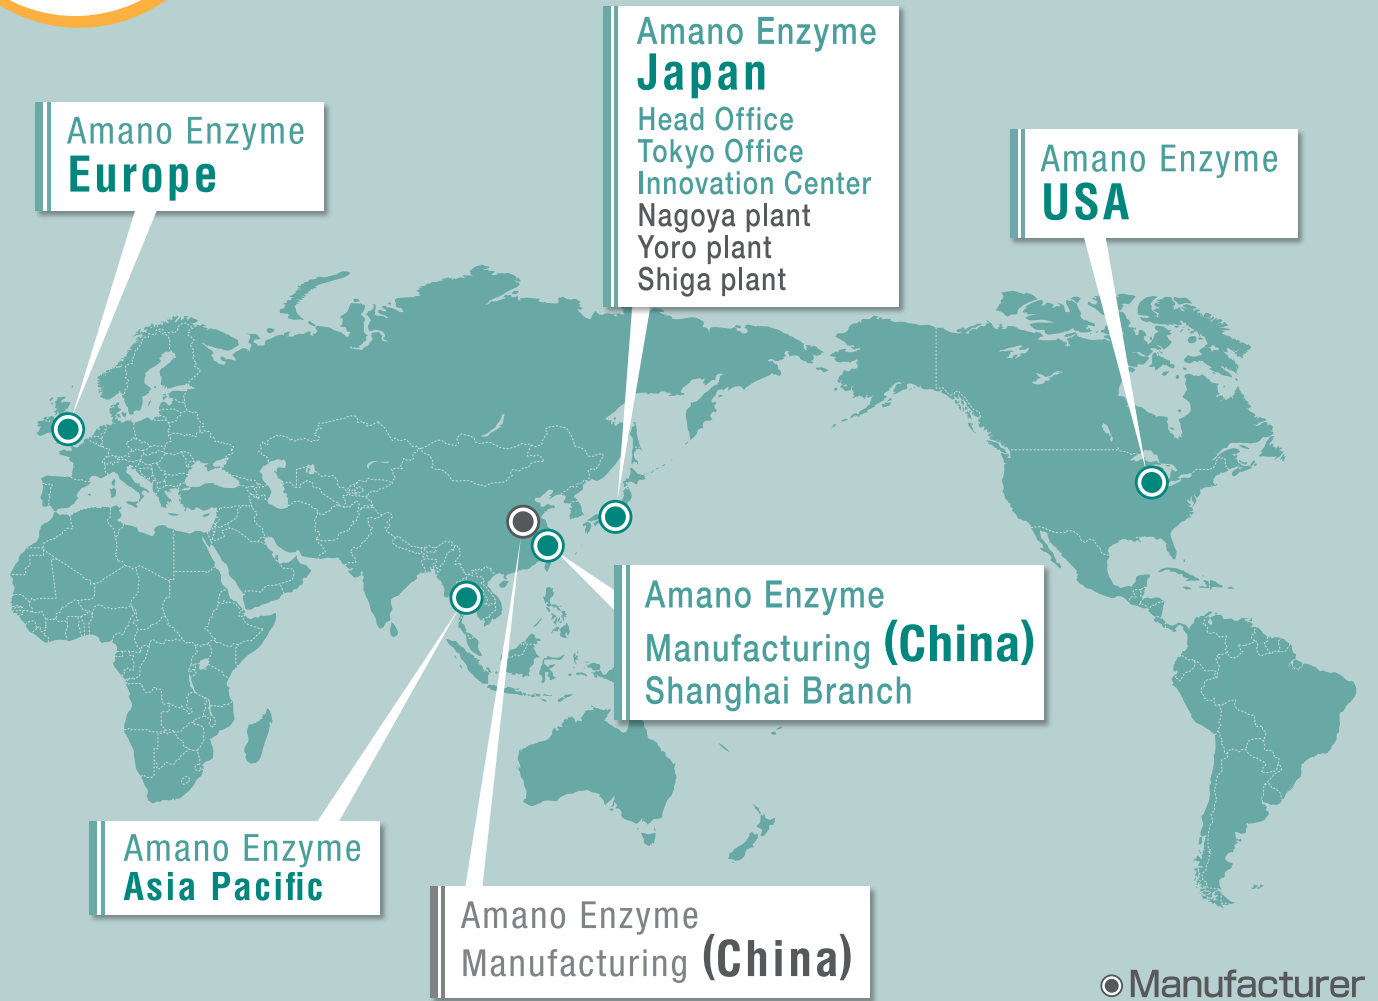 Amano Enzyme
Japan
Head Office
Tokyo Office
Innovation Center
Nagoya plant
Yoro plant
Shiga plant
Amano Enzyme
Europe
Amano Enzyme
USA
Amano Enzyme
Manufacturing (China)
Shanghai Branch
Amano Enzyme
Asia Pacific
Amano Enzyme
Manufacturing (China)
Manufacturer